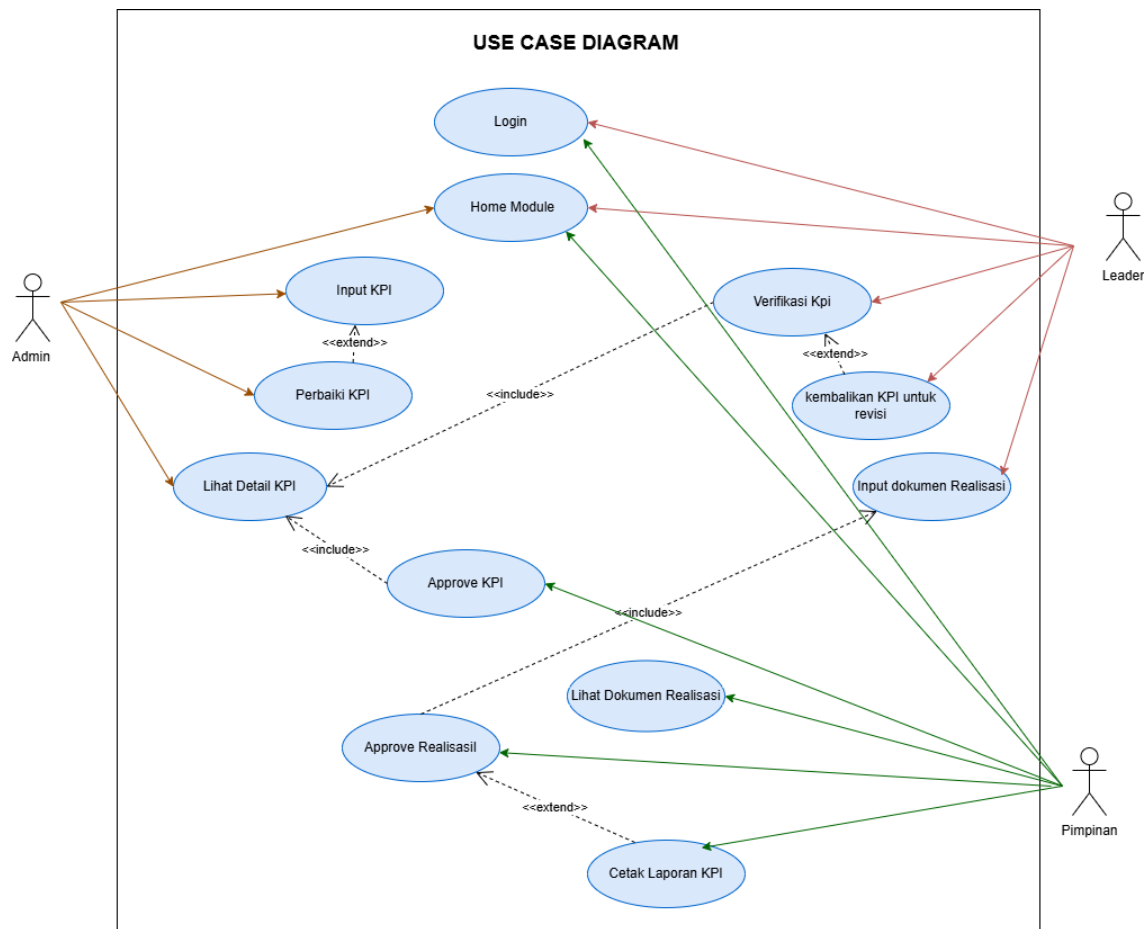 USE CASE DIAGRAM
Login
Home Module
Leader
Input KPI
Verifikasi Kpi
Admin
<<extend>>
<<extend>>
Perbaiki KPI
<<include>>
kembalikan KPI untuk
revisi
Lihat Detail KPI
Input dokumen Realisasi
<<include>>
Approve KPI
<<include>>
Lihat Dokumen Realisasi
Approve Realisasil
<<extend>>
Pimpinan
Cetak Laporan KPI